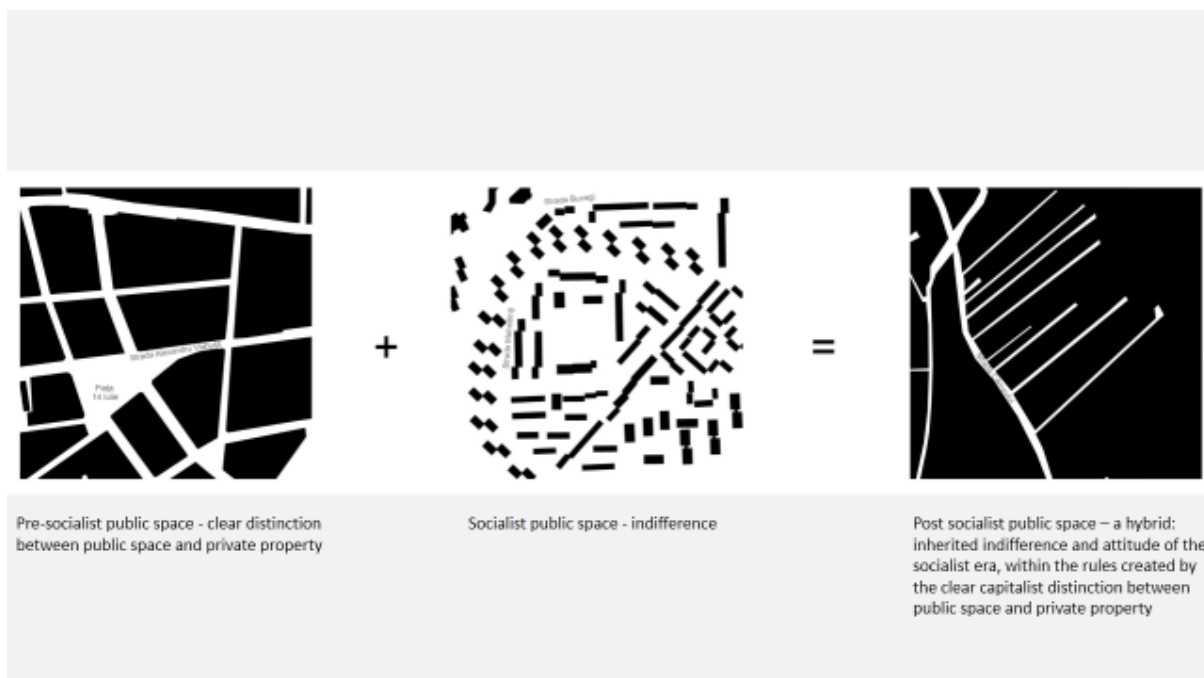 Strada Bucegi
Strada Alexandru Vlahuță
Piața
14 Iulie
+
=
Pre-socialist public space - clear distinction
between public space and private property
Socialist public space - indifference
Post socialist public space – a hybrid:
inherited indifference and attitude of the
socialist era, within the rules created by
the clear capitalist distinction between
public space and private property